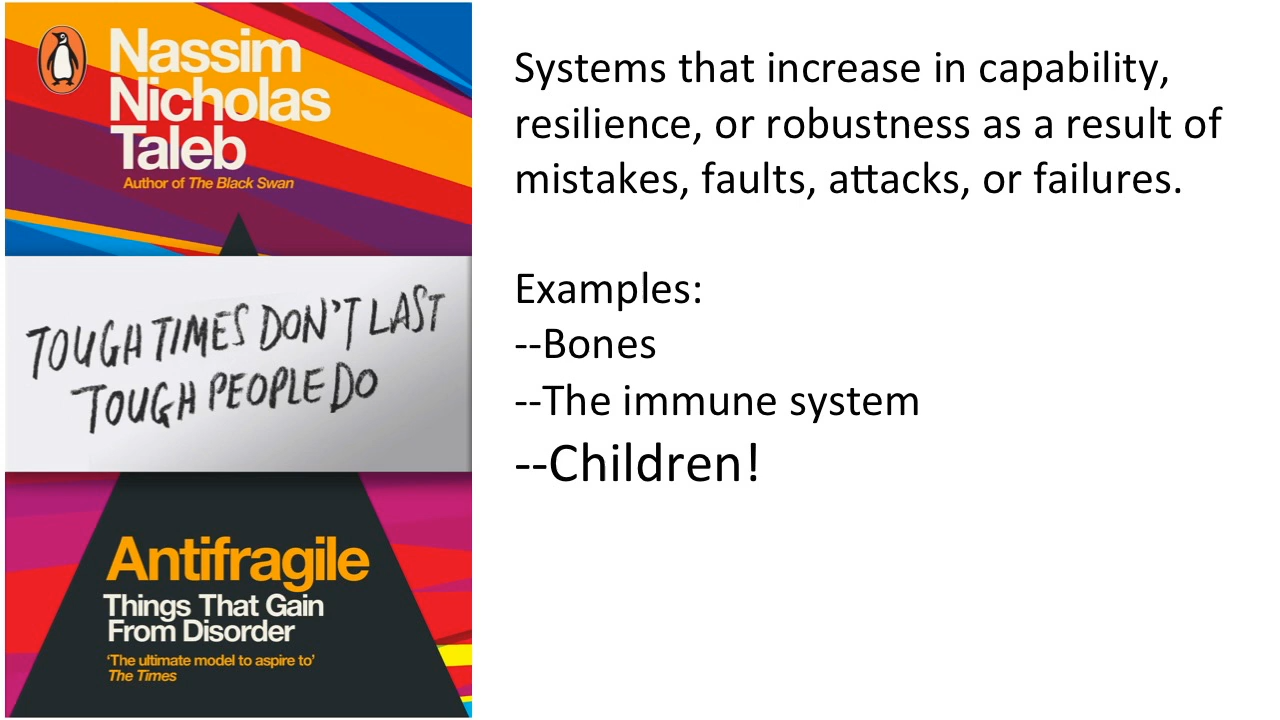 Nassim
Nicholas
Taleb
Author of The Black Swan
TOUGH TIMES DON'T LAST
TOUGH PEOPLE DO
Antifragile
Things That Gain
From Disorder
'The ultimate model to aspire to'
The Times
Systems that increase in capability,
resilience, or robustness as a result of
mistakes, faults, attacks, or failures.
Examples:
--Bones
--The immune system
--Children!